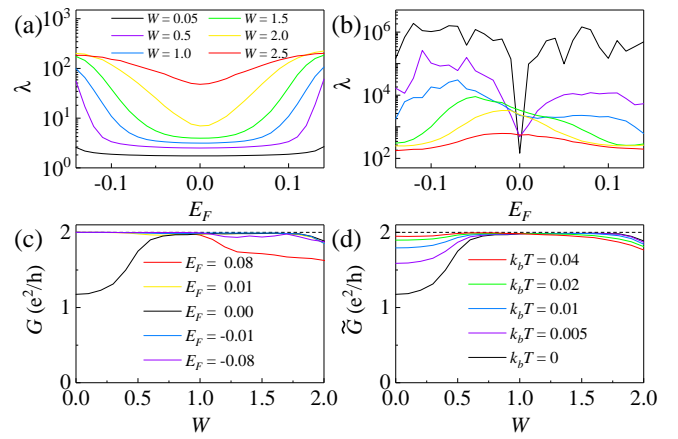 (a)
W = 0.05 W = 1.5
W = 0.5 W = 2.0
W = 1.0 W = 2.5
λ
10³
10²
10¹
10⁰
-0.1 0.0 0.1
E_F
(b)
λ
10⁶
10⁴
10²
-0.1 0.0 0.1
E_F
(c)
G (e²/h)
2
1
0
E_F = 0.08
E_F = 0.01
E_F = 0.00
E_F = -0.01
E_F = -0.08
0.0 0.5 1.0 1.5 2.0
W
(d)
G̃ (e²/h)
2
1
0
k_bT = 0.04
k_bT = 0.02
k_bT = 0.01
k_bT = 0.005
k_bT = 0
0.0 0.5 1.0 1.5 2.0
W